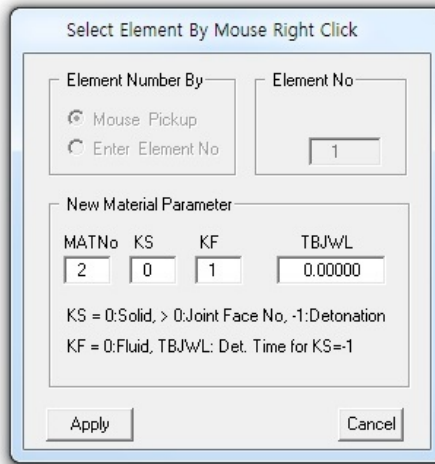 Select Element By Mouse Right Click
Element Number By
Element No
Mouse Pickup
Enter Element No
1
New Material Parameter
MATNo KS KF TBJWL
2 0 1 0.00000
KS = 0:Solid, > 0:Joint Face No, -1:Detonation
KF = 0:Fluid, TBJWL: Det. Time for KS=-1
Apply Cancel